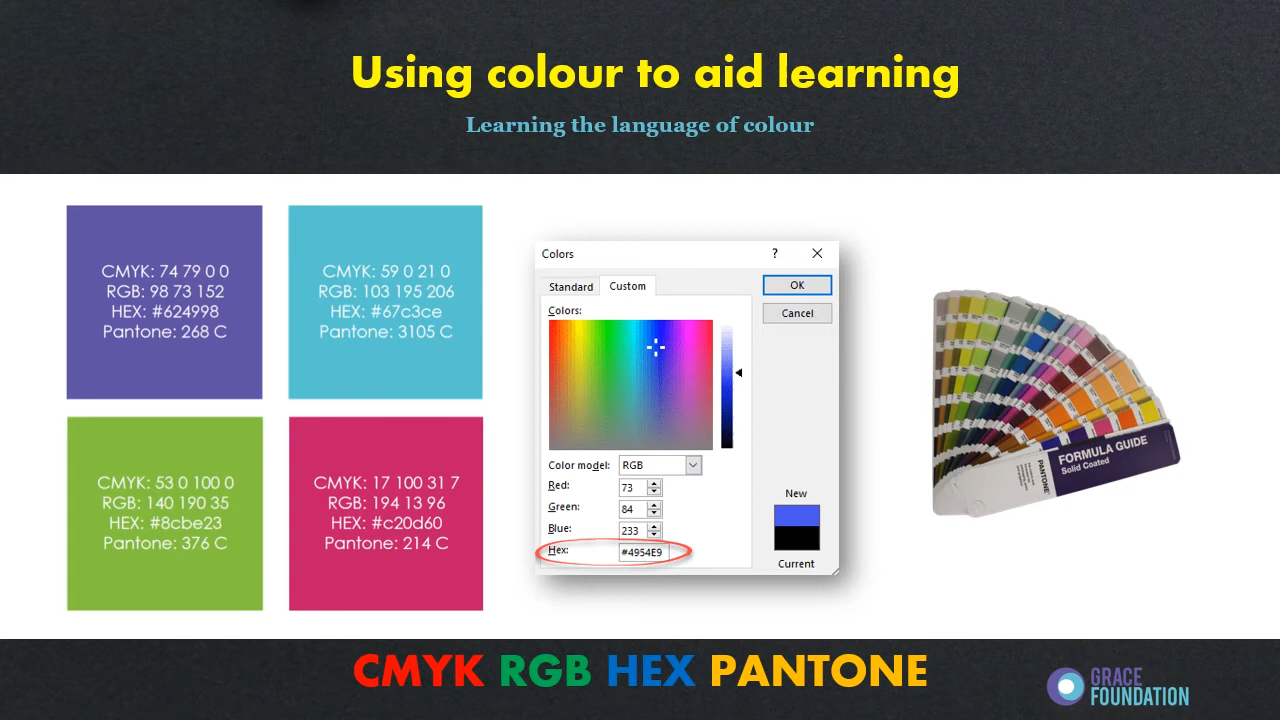 Using colour to aid learning
Learning the language of colour
CMYK: 74 79 0 0
RGB: 98 73 152
HEX: #624998
Pantone: 268 C
CMYK: 59 0 21 0
RGB: 103 195 206
HEX: #67c3ce
Pantone: 3105 C
CMYK: 53 0 100 0
RGB: 140 190 35
HEX: #8cbe23
Pantone: 376 C
CMYK: 17 100 31 7
RGB: 194 13 96
HEX: #c20d60
Pantone: 214 C
Colors
?
Standard
Custom
OK
Cancel
Colors:
Color model: RGB
Red: 73
Green: 84
Blue: 233
Hex: #4954E9
New
Current
PANTONE
FORMULA GUIDE
Solid Coated
CMYK RGB HEX PANTONE
GRACE
FOUNDATION